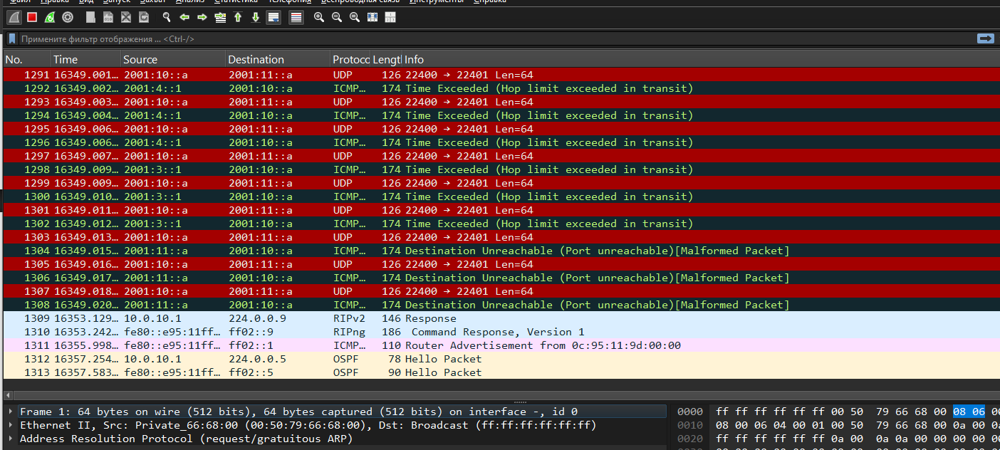 Файл Правка Вид Запуск Захват Анализ Статистика Телефония Беспроводная связь Инструменты Справка
Примените фильтр отображения ... <Ctrl-/>
No. Time Source Destination Protoco Lengtl Info
1291 16349.001… 2001:10::a 2001:11::a UDP 126 22400 → 22401 Len=64
1292 16349.002… 2001:4::1 2001:10::a ICMP… 174 Time Exceeded (Hop limit exceeded in transit)
1293 16349.003… 2001:10::a 2001:11::a UDP 126 22400 → 22401 Len=64
1294 16349.004… 2001:4::1 2001:10::a ICMP… 174 Time Exceeded (Hop limit exceeded in transit)
1295 16349.006… 2001:10::a 2001:11::a UDP 126 22400 → 22401 Len=64
1296 16349.006… 2001:4::1 2001:10::a ICMP… 174 Time Exceeded (Hop limit exceeded in transit)
1297 16349.007… 2001:10::a 2001:11::a UDP 126 22400 → 22401 Len=64
1298 16349.009… 2001:3::1 2001:10::a ICMP… 174 Time Exceeded (Hop limit exceeded in transit)
1299 16349.009… 2001:10::a 2001:11::a UDP 126 22400 → 22401 Len=64
1300 16349.010… 2001:3::1 2001:10::a ICMP… 174 Time Exceeded (Hop limit exceeded in transit)
1301 16349.011… 2001:10::a 2001:11::a UDP 126 22400 → 22401 Len=64
1302 16349.012… 2001:3::1 2001:10::a ICMP… 174 Time Exceeded (Hop limit exceeded in transit)
1303 16349.013… 2001:10::a 2001:11::a UDP 126 22400 → 22401 Len=64
1304 16349.015… 2001:11::a 2001:10::a ICMP… 174 Destination Unreachable (Port unreachable)[Malformed Packet]
1305 16349.016… 2001:10::a 2001:11::a UDP 126 22400 → 22401 Len=64
1306 16349.017… 2001:11::a 2001:10::a ICMP… 174 Destination Unreachable (Port unreachable)[Malformed Packet]
1307 16349.018… 2001:10::a 2001:11::a UDP 126 22400 → 22401 Len=64
1308 16349.020… 2001:11::a 2001:10::a ICMP… 174 Destination Unreachable (Port unreachable)[Malformed Packet]
1309 16353.129… 10.0.10.1 224.0.0.9 RIPv2 146 Response
1310 16353.242… fe80::e95:11ff… ff02::9 RIPng 186 Command Response, Version 1
1311 16355.998… fe80::e95:11ff… ff02::1 ICMP… 110 Router Advertisement from 0c:95:11:9d:00:00
1312 16357.254… 10.0.10.1 224.0.0.5 OSPF 78 Hello Packet
1313 16357.583… fe80::e95:11ff… ff02::5 OSPF 90 Hello Packet
Frame 1: 64 bytes on wire (512 bits), 64 bytes captured (512 bits) on interface -, id 0
Ethernet II, Src: Private_66:68:00 (00:50:79:66:68:00), Dst: Broadcast (ff:ff:ff:ff:ff:ff)
Address Resolution Protocol (request/gratuitous ARP)
0000 ff ff ff ff ff ff 00 50 79 66 68 00 08 06 00
0010 08 00 06 04 00 01 00 50 79 66 68 00 0a 00 0a
0020 ff ff ff ff ff ff 0a 00 0a 0a 00 00 00 00 00